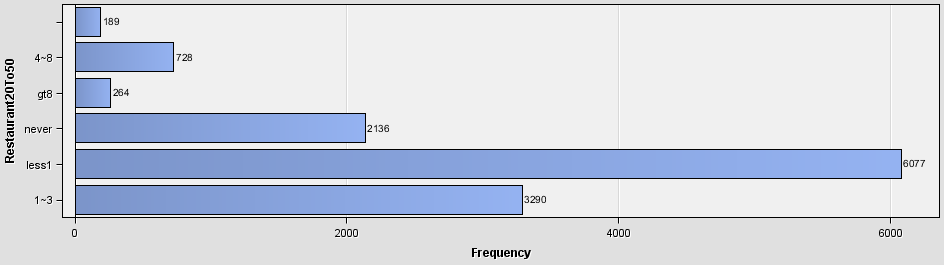 Restaurant20To50
189
4~8 728
gt8 264
never 2136
less1 6077
1~3 3290
0 2000 4000 6000
Frequency